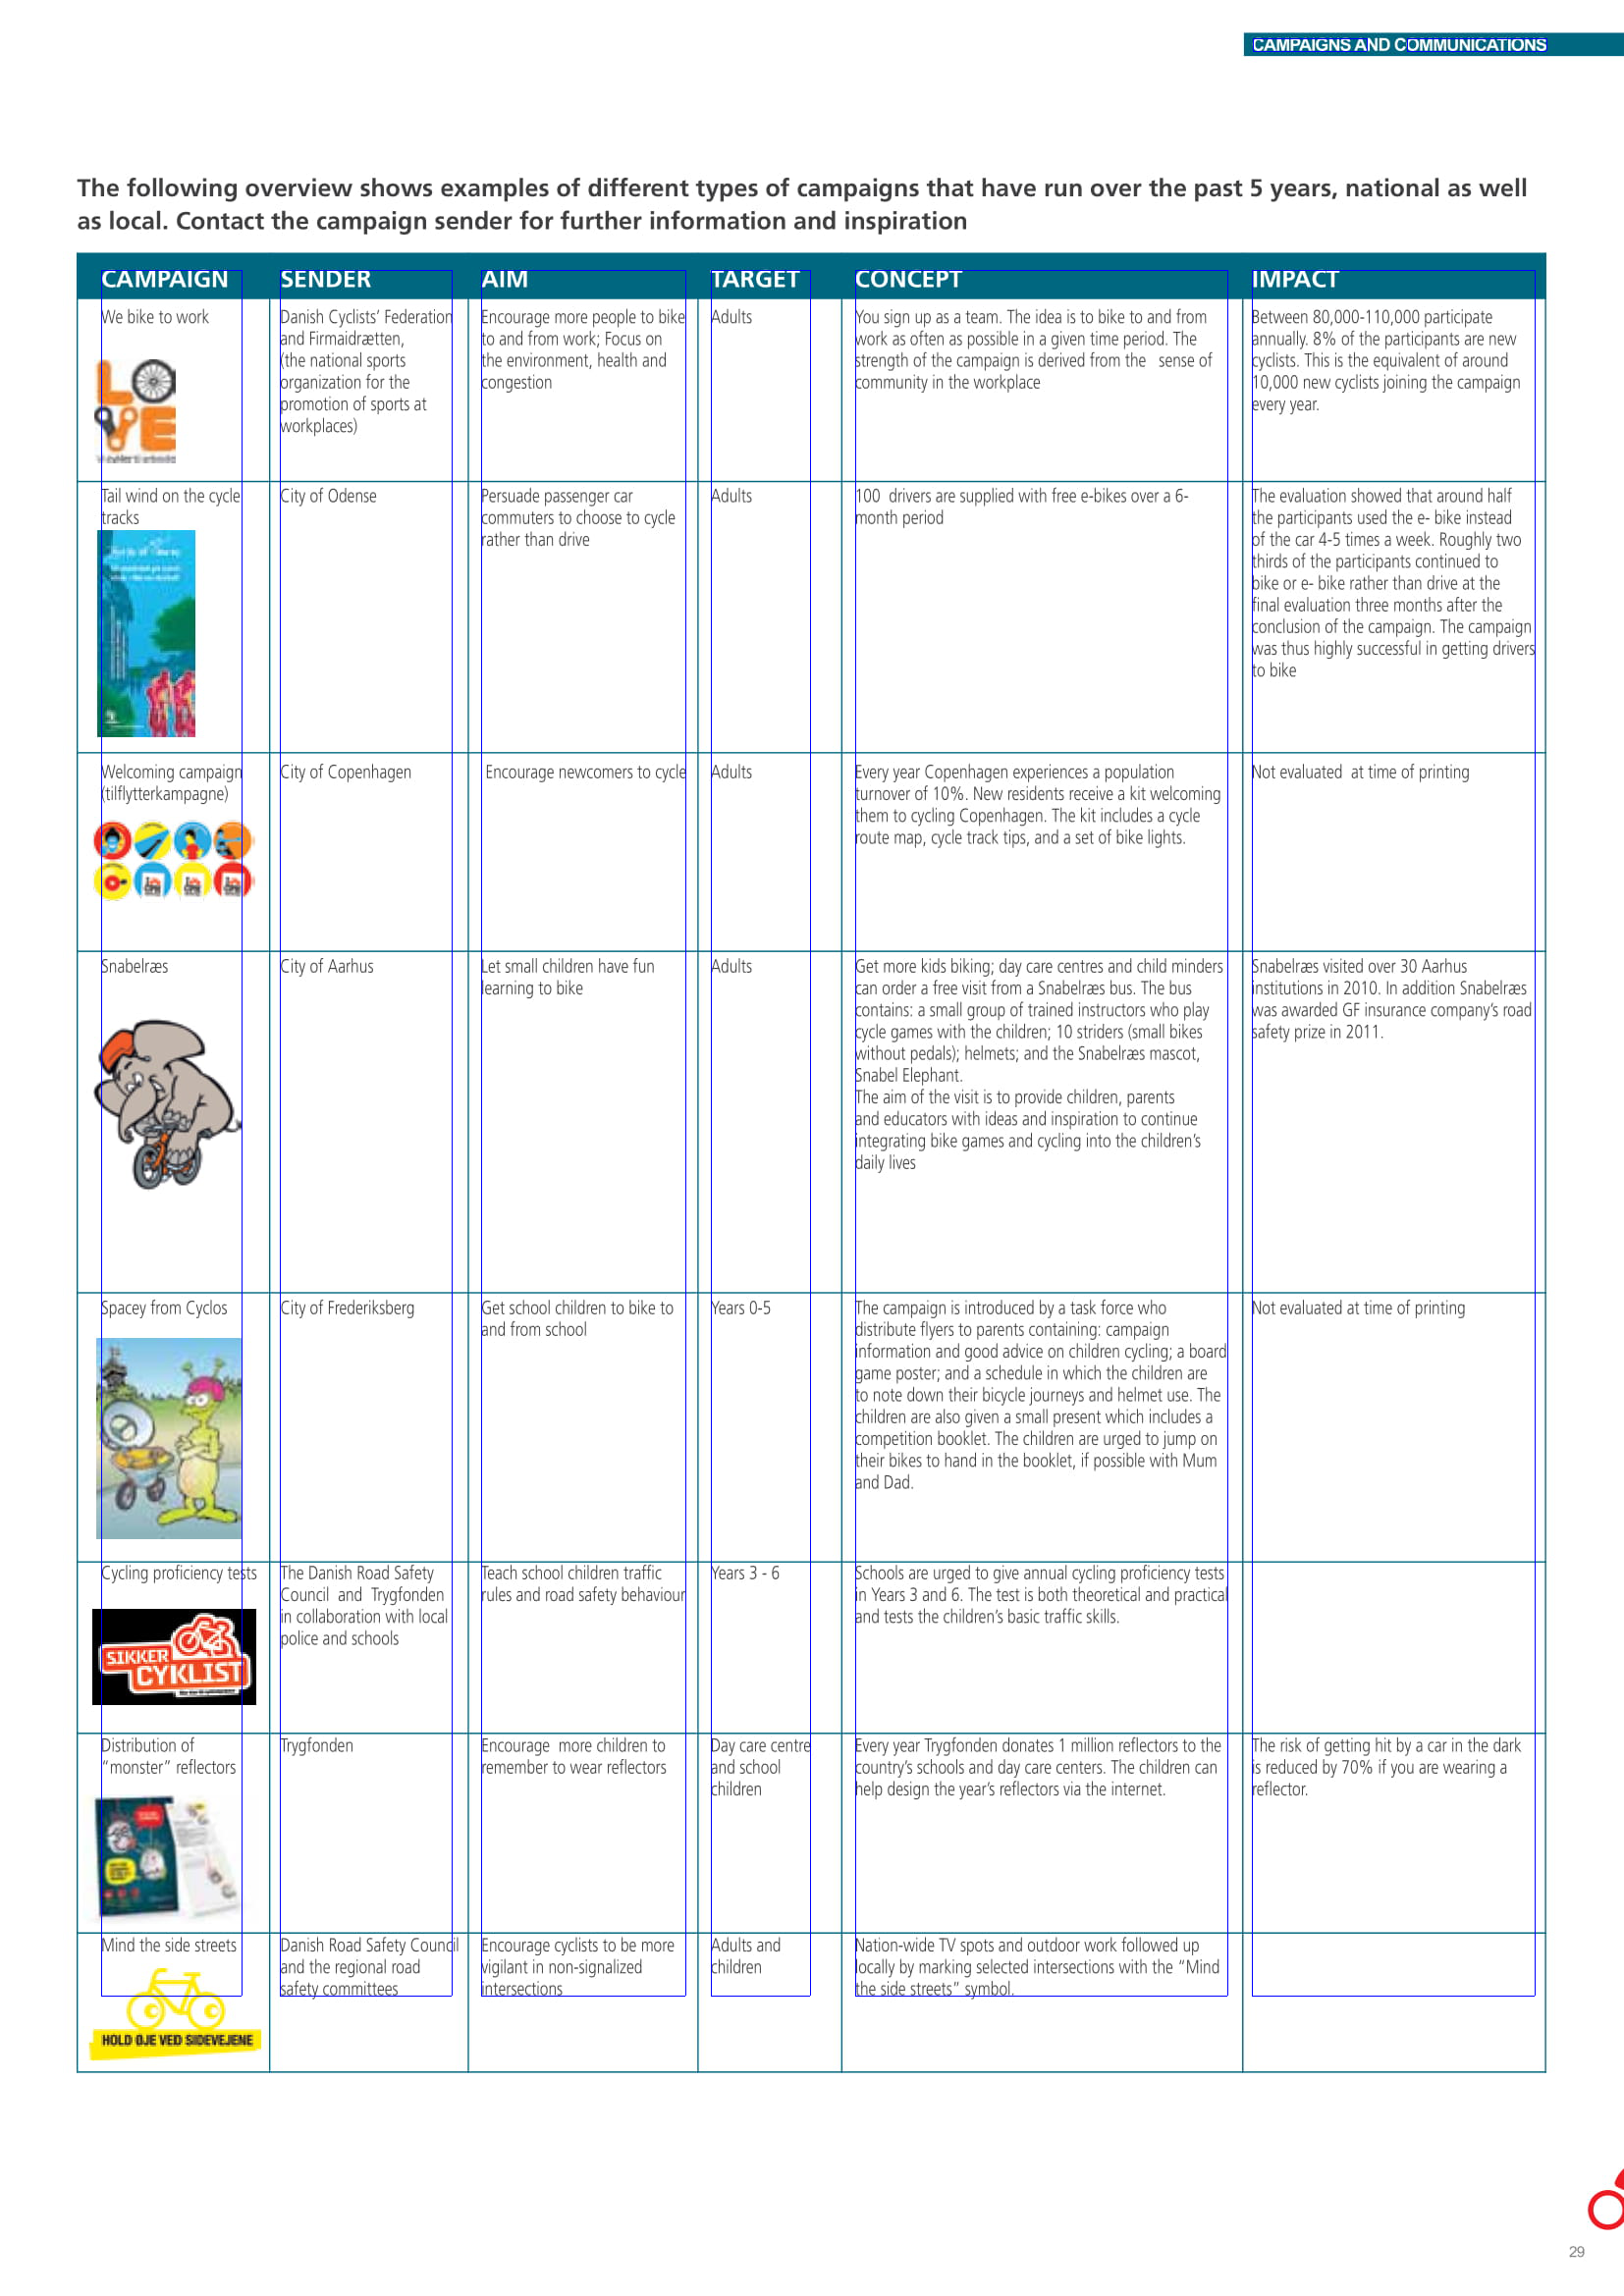 CAMPAIGNS AND COMMUNICATIONS
The following overview shows examples of different types of campaigns that have run over the past 5 years, national as well
as local. Contact the campaign sender for further information and inspiration
CAMPAIGN
SENDER
AIM
TARGET
CONCEPT
IMPACT
We bike to work
LOVE
Danish Cyclists’ Federation
and Firmaidrætten,
(the national sports
organization for the
promotion of sports at
workplaces)
Encourage more people to bike
to and from work; Focus on
the environment, health and
congestion
Adults
You sign up as a team. The idea is to bike to and from
work as often as possible in a given time period. The
strength of the campaign is derived from the sense of
community in the workplace
Between 80,000-110,000 participate
annually. 8% of the participants are new
cyclists. This is the equivalent of around
10,000 new cyclists joining the campaign
every year.
Tail wind on the cycle
tracks
City of Odense
Persuade passenger car
commuters to choose to cycle
rather than drive
Adults
100 drivers are supplied with free e-bikes over a 6-
month period
The evaluation showed that around half
the participants used the e- bike instead
of the car 4-5 times a week. Roughly two
thirds of the participants continued to
bike or e- bike rather than drive at the
final evaluation three months after the
conclusion of the campaign. The campaign
was thus highly successful in getting drivers
to bike
Welcoming campaign
(tilflytterkampagne)
City of Copenhagen
Encourage newcomers to cycle
Adults
Every year Copenhagen experiences a population
turnover of 10%. New residents receive a kit welcoming
them to cycling Copenhagen. The kit includes a cycle
route map, cycle track tips, and a set of bike lights.
Not evaluated at time of printing
Snabelræs
City of Aarhus
Let small children have fun
learning to bike
Adults
Get more kids biking; day care centres and child minders
can order a free visit from a Snabelræs bus. The bus
contains: a small group of trained instructors who play
cycle games with the children; 10 striders (small bikes
without pedals); helmets; and the Snabelræs mascot,
Snabel Elephant.
The aim of the visit is to provide children, parents
and educators with ideas and inspiration to continue
integrating bike games and cycling into the children’s
daily lives
Snabelræs visited over 30 Aarhus
institutions in 2010. In addition Snabelræs
was awarded GF insurance company’s road
safety prize in 2011.
Spacey from Cyclos
City of Frederiksberg
Get school children to bike to
and from school
Years 0-5
The campaign is introduced by a task force who
distribute flyers to parents containing: campaign
information and good advice on children cycling; a board
game poster; and a schedule in which the children are
to note down their bicycle journeys and helmet use. The
children are also given a small present which includes a
competition booklet. The children are urged to jump on
their bikes to hand in the booklet, if possible with Mum
and Dad.
Not evaluated at time of printing
Cycling proficiency tests
SIKKER
CYKLIST
The Danish Road Safety
Council and Trygfonden
in collaboration with local
police and schools
Teach school children traffic
rules and road safety behaviour
Years 3 - 6
Schools are urged to give annual cycling proficiency tests
in Years 3 and 6. The test is both theoretical and practical
and tests the children’s basic traffic skills.
Distribution of
“monster” reflectors
Trygfonden
Encourage more children to
remember to wear reflectors
Day care centre
and school
children
Every year Trygfonden donates 1 million reflectors to the
country’s schools and day care centers. The children can
help design the year’s reflectors via the internet.
The risk of getting hit by a car in the dark
is reduced by 70% if you are wearing a
reflector.
Mind the side streets
HOLD ØJE VED SIDEVEJENE
Danish Road Safety Council
and the regional road
safety committees
Encourage cyclists to be more
vigilant in non-signalized
intersections
Adults and
children
Nation-wide TV spots and outdoor work followed up
locally by marking selected intersections with the “Mind
the side streets” symbol.
29